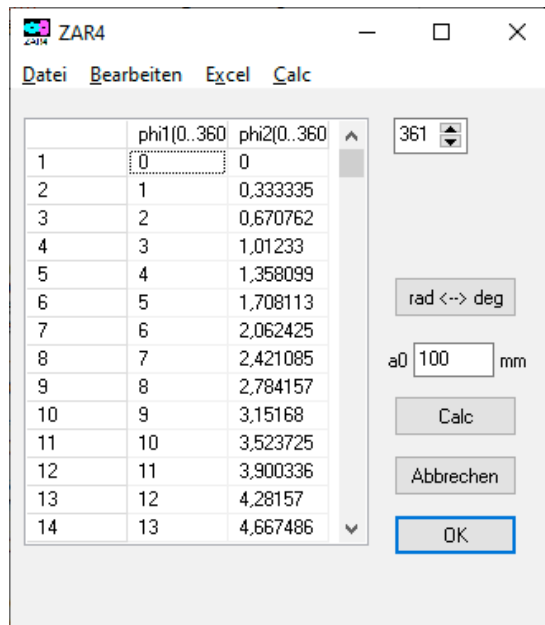 ZAR4
Datei Bearbeiten Excel Calc
phi1(0..360 phi2(0..360
361
1 0 0
2 1 0,333335
3 2 0,670762
4 3 1,01233
5 4 1,358099
6 5 1,708113
rad <--> deg
7 6 2,062425
8 7 2,421085
a0 100 mm
9 8 2,784157
10 9 3,15168
Calc
11 10 3,523725
12 11 3,900336
Abbrechen
13 12 4,28157
14 13 4,667486
OK